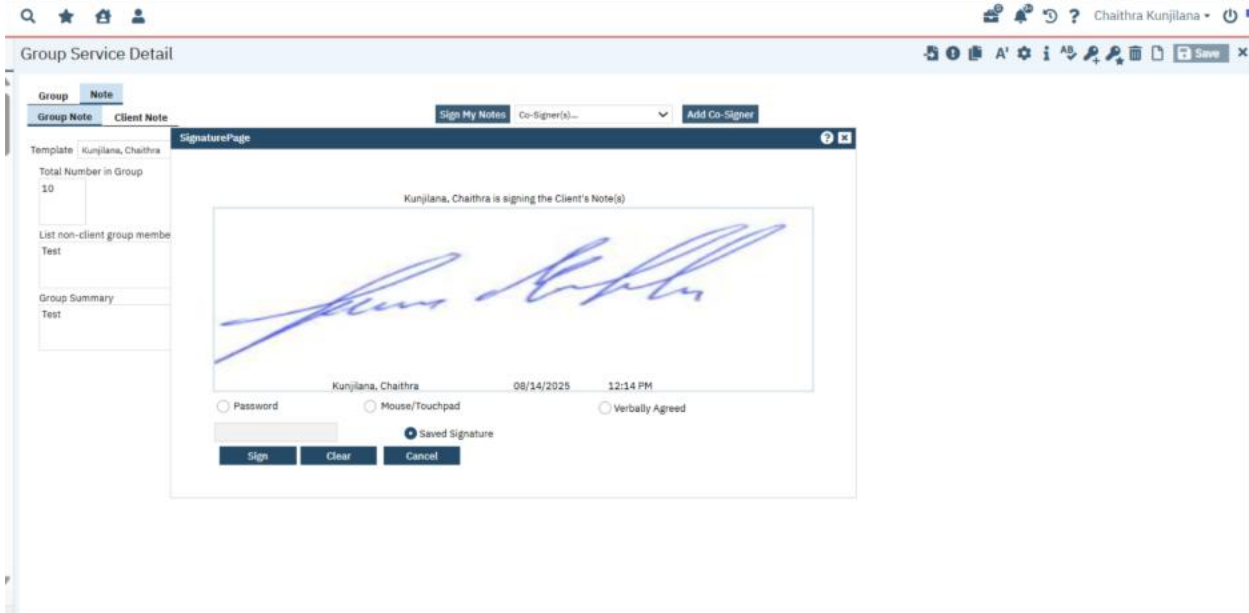 Chaithra Kunjilana
Group Service Detail
Save
Group Note
Group Note Client Note
Sign My Notes Co-Signer(s)... Add Co-Signer
SignaturePage
Template Kunjilana, Chaithra
Total Number in Group
10
Kunjilana, Chaithra is signing the Client's Note(s)
List non-client group membe
Test
Group Summary
Test
Kunjilana, Chaithra 08/14/2025 12:14 PM
Password Mouse/Touchpad Verbally Agreed
Saved Signature
Sign Clear Cancel